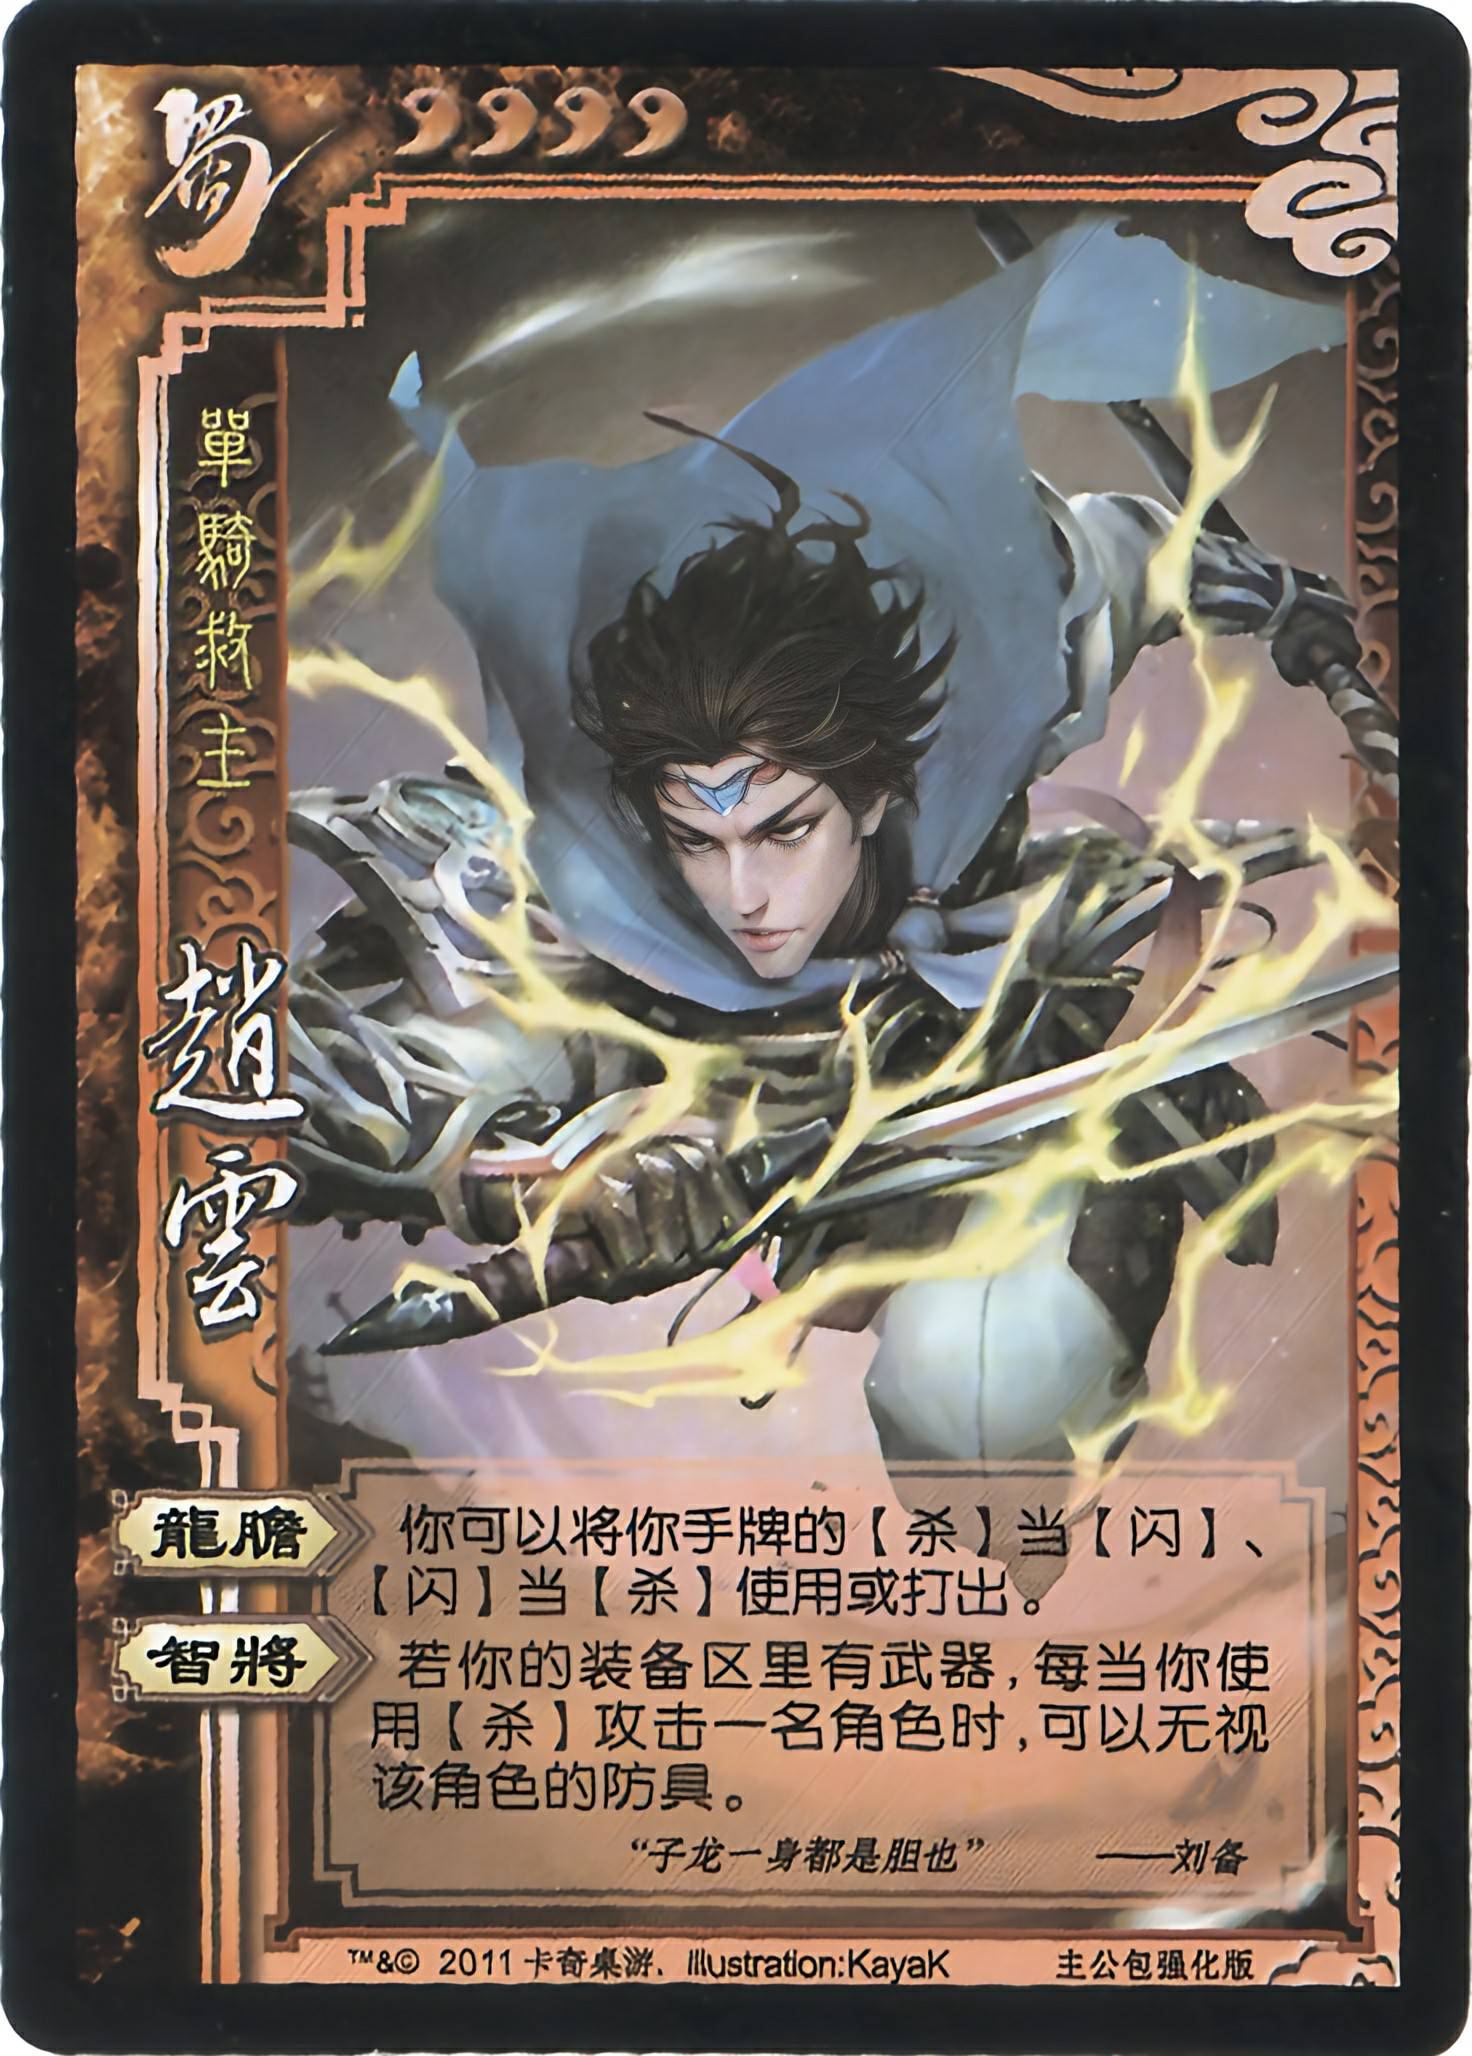 蜀
單騎救主
趙雲
龍膽
你可以将你手牌的【杀】当【闪】、
【闪】当【杀】使用或打出。
智將
若你的装备区里有武器，每当你使
用【杀】攻击一名角色时，可以无视
该角色的防具。
“子龙一身都是胆也” ——刘备
™&© 2011 卡奇桌游. Illustration:KayaK 主公包强化版